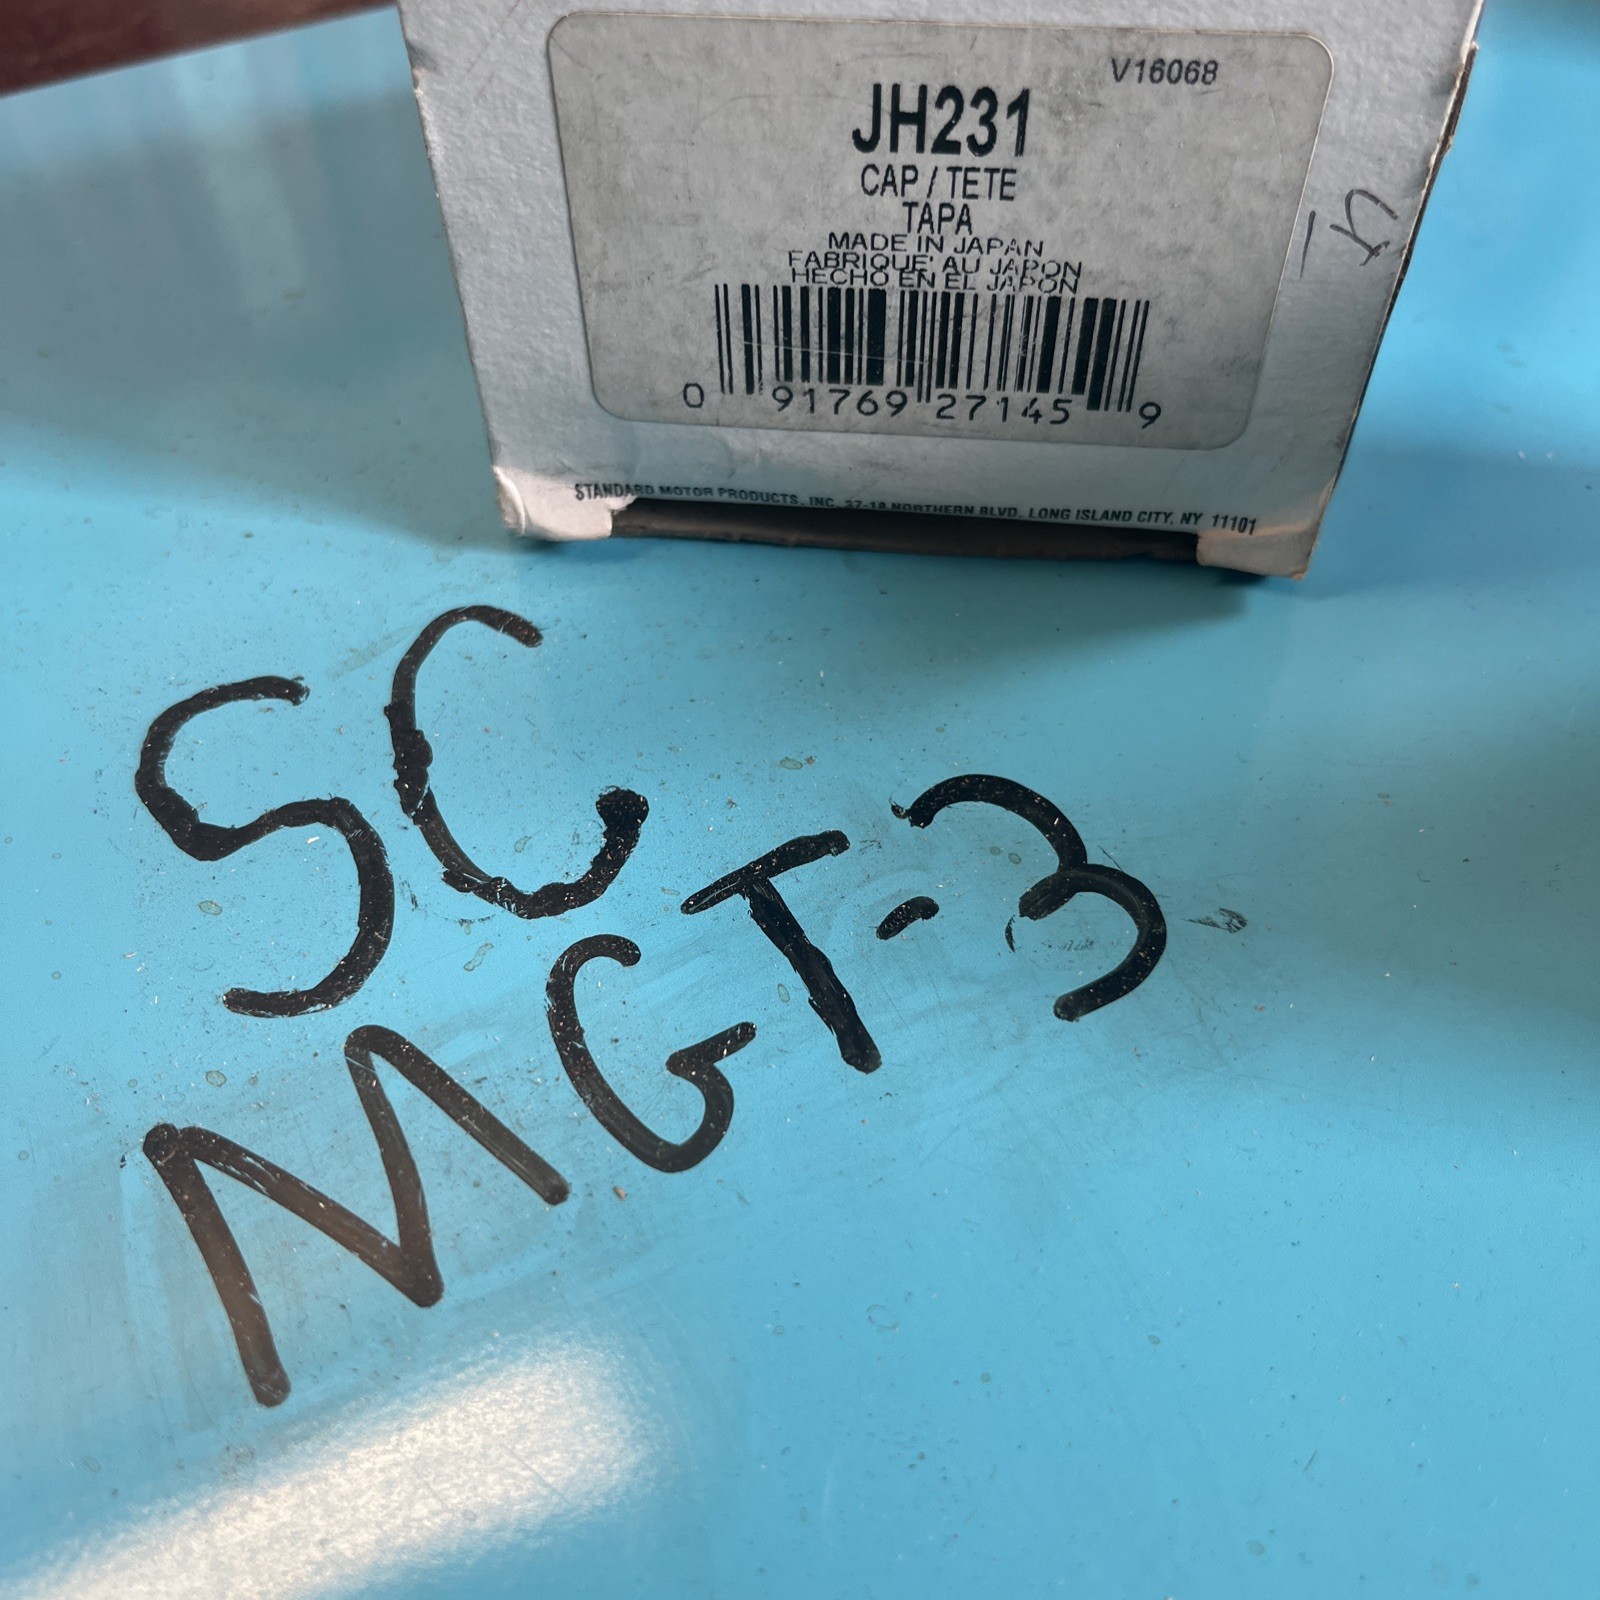 V16068
JH231
CAP / TETE
TAPA
MADE IN JAPAN
FABRIQUE' AU JAPON
HECHO EN EL JAPON
0 91769 27145 9
STANDARD MOTOR PRODUCTS, INC. 37-18 NORTHERN BLVD. LONG ISLAND CITY, NY 11101
SC
MGT-3